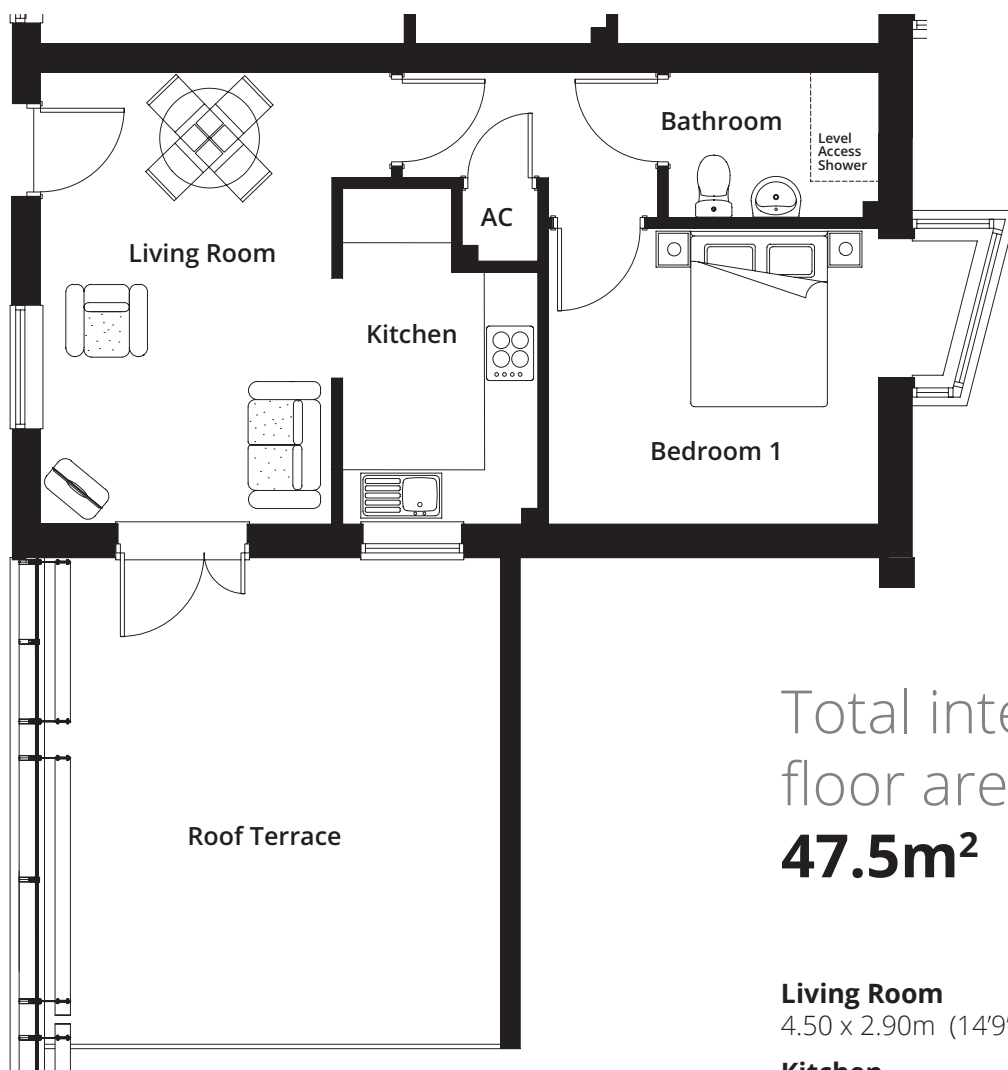 Bathroom
Level
Access
Shower
AC
Living Room
Kitchen
Bedroom 1
Roof Terrace
Total inte
floor are
47.5m²
Living Room
4.50 x 2.90m (14'9"
Kitchen